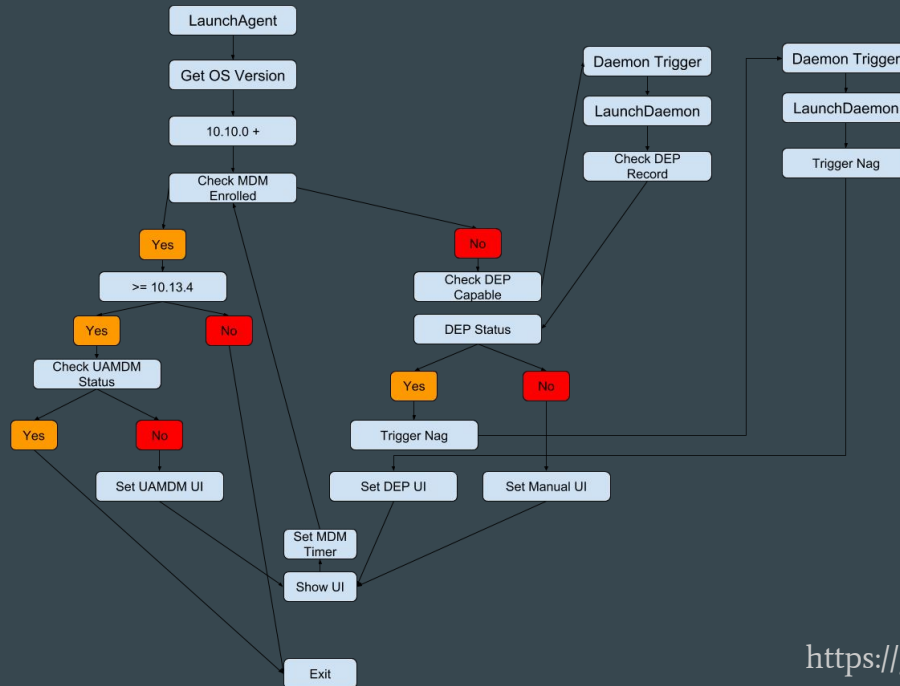 LaunchAgent
Get OS Version
10.10.0 +
Check MDM
Enrolled
Yes
>= 10.13.4
Yes
No
Check UAMDM
Status
Yes
No
Set UAMDM UI
No
Check DEP
Capable
Daemon Trigger
LaunchDaemon
Check DEP
Record
DEP Status
Yes
No
Trigger Nag
Daemon Trigger
LaunchDaemon
Trigger Nag
Set DEP UI
Set Manual UI
Set MDM
Timer
Show UI
Exit
https://